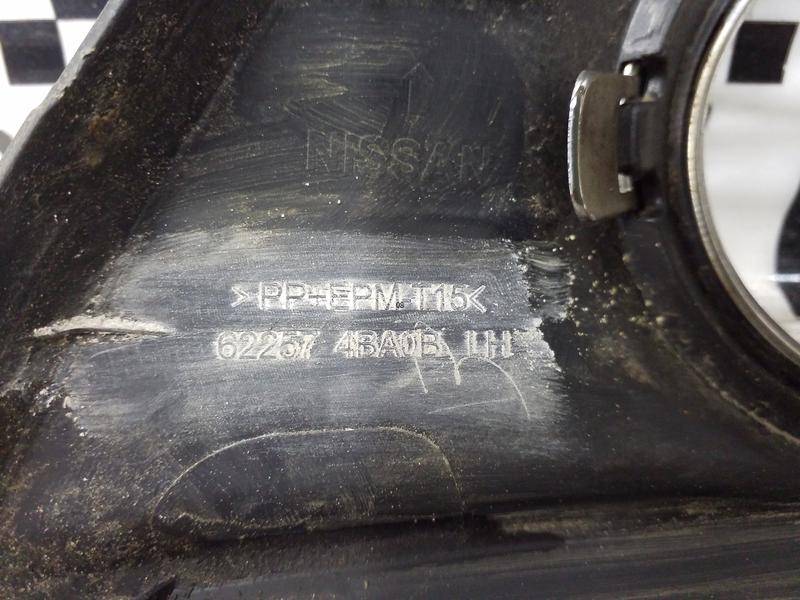 NISSAN
>PP+EPM-T15<
62257 4BA0B LH